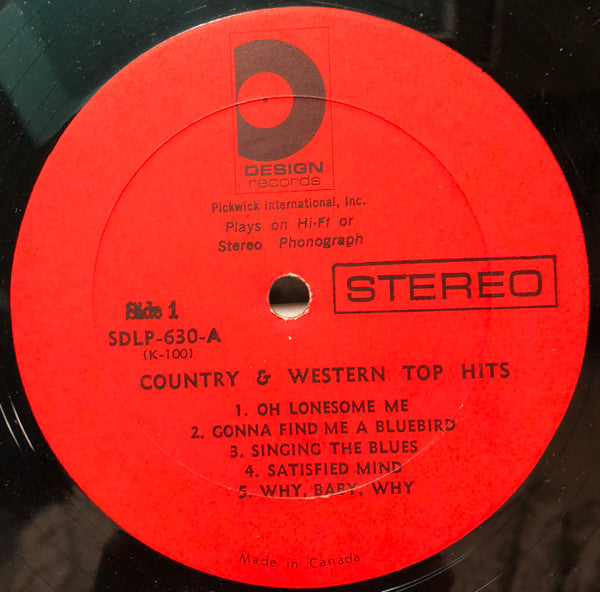 DESIGN
records
Pickwick International, Inc.
Plays on Hi-Fi or
Stereo Phonograph
STEREO
Side 1
SDLP-630-A
(K-100)
COUNTRY & WESTERN TOP HITS
1. OH LONESOME ME
2. GONNA FIND ME A BLUEBIRD
3. SINGING THE BLUES
4. SATISFIED MIND
5. WHY, BABY, WHY
Made in Canada